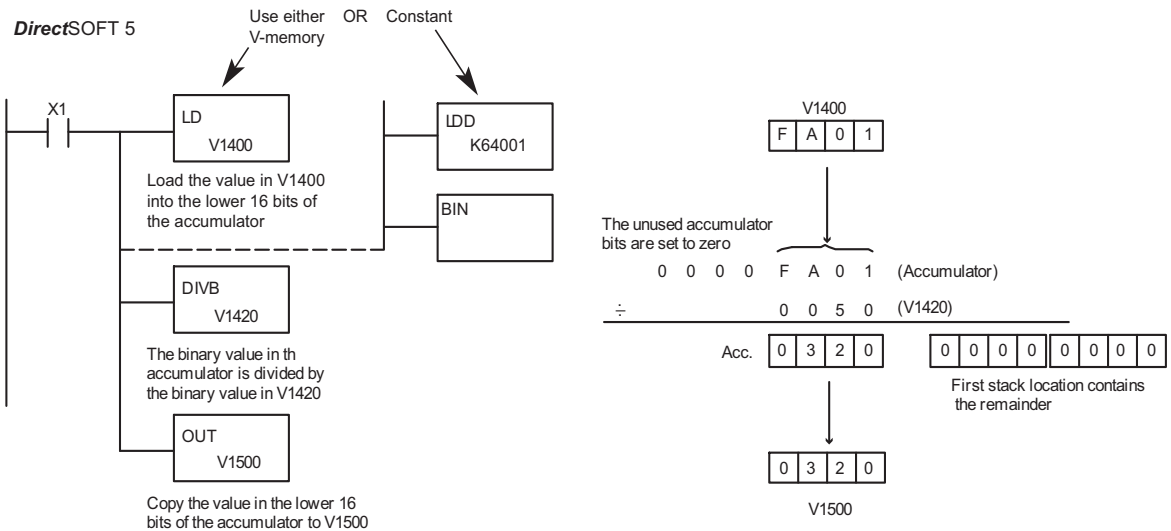 DirectSOFT 5
Use either OR Constant
V-memory
X1
LD
V1400
Load the value in V1400
into the lower 16 bits of
the accumulator
LDD
K64001
BIN
DIVB
V1420
The binary value in th
accumulator is divided by
the binary value in V1420
OUT
V1500
Copy the value in the lower 16
bits of the accumulator to V1500
V1400
F A 0 1
The unused accumulator
bits are set to zero
0 0 0 0 F A 0 1 (Accumulator)
÷ 0 0 5 0 (V1420)
Acc. 0 3 2 0 0 0 0 0 0 0 0 0
First stack location contains
the remainder
0 3 2 0
V1500